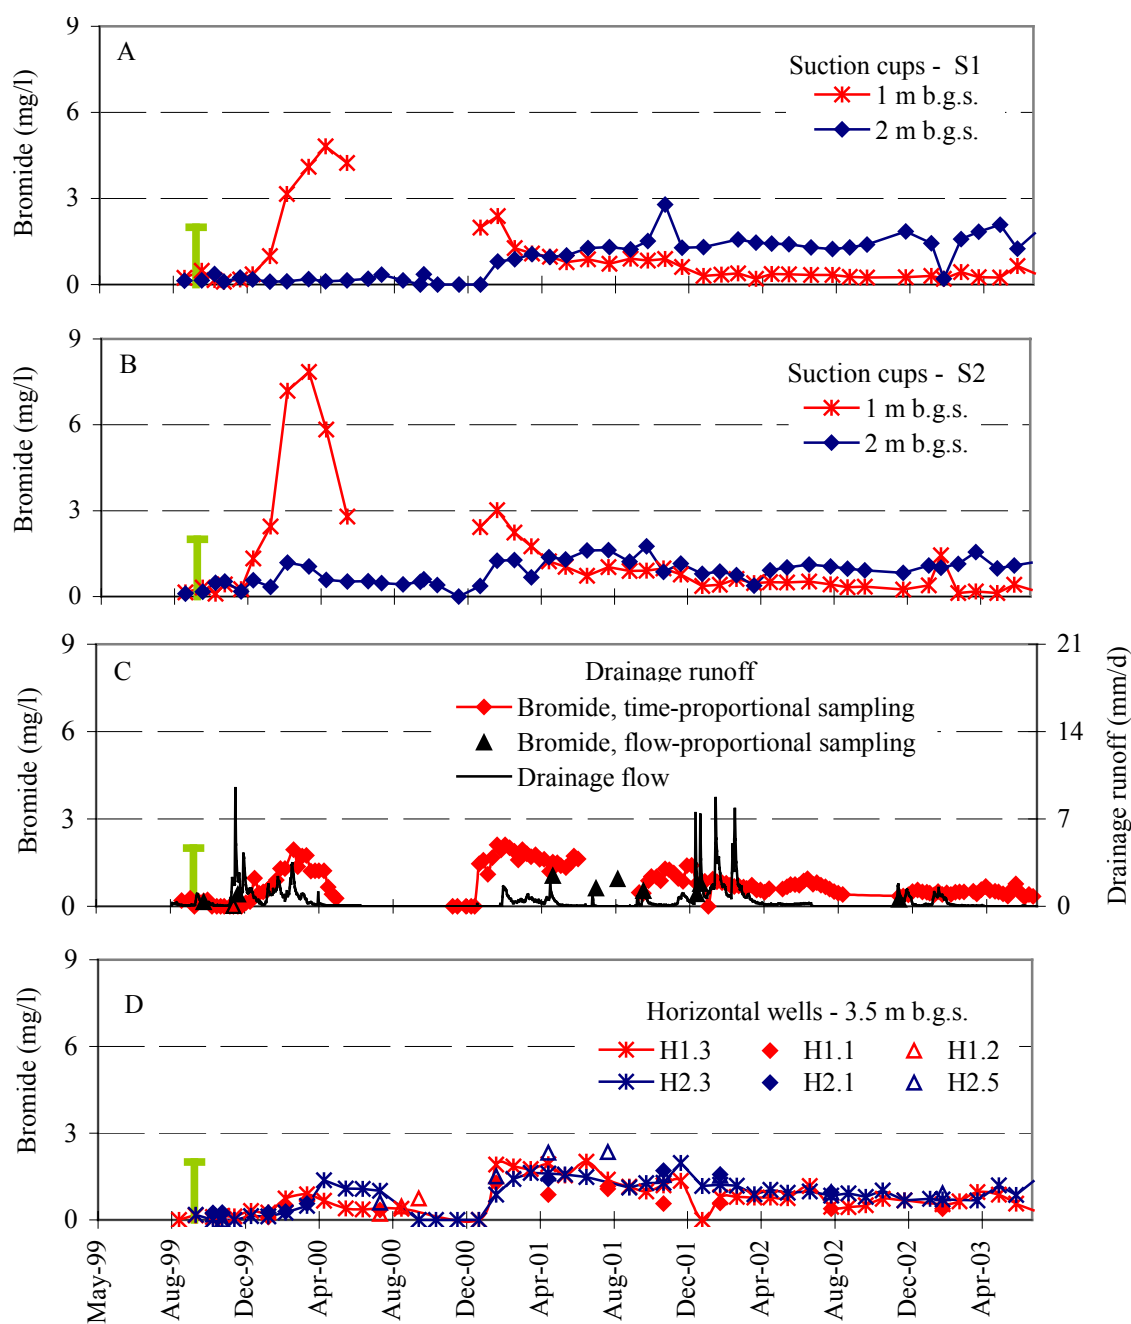 A
Bromide (mg/l)
9
6
3
0
Suction cups - S1
1 m b.g.s.
2 m b.g.s.
B
Bromide (mg/l)
9
6
3
0
Suction cups - S2
1 m b.g.s.
2 m b.g.s.
C
Bromide (mg/l)
9
6
3
0
Drainage runoff
Bromide, time-proportional sampling
Bromide, flow-proportional sampling
Drainage flow
21
14
7
0
Drainage runoff (mm/d)
D
Bromide (mg/l)
9
6
3
0
Horizontal wells - 3.5 m b.g.s.
H1.3 H1.1 H1.2
H2.3 H2.1 H2.5
May-99 Aug-99 Dec-99 Apr-00 Aug-00 Dec-00 Apr-01 Aug-01 Dec-01 Apr-02 Aug-02 Dec-02 Apr-03